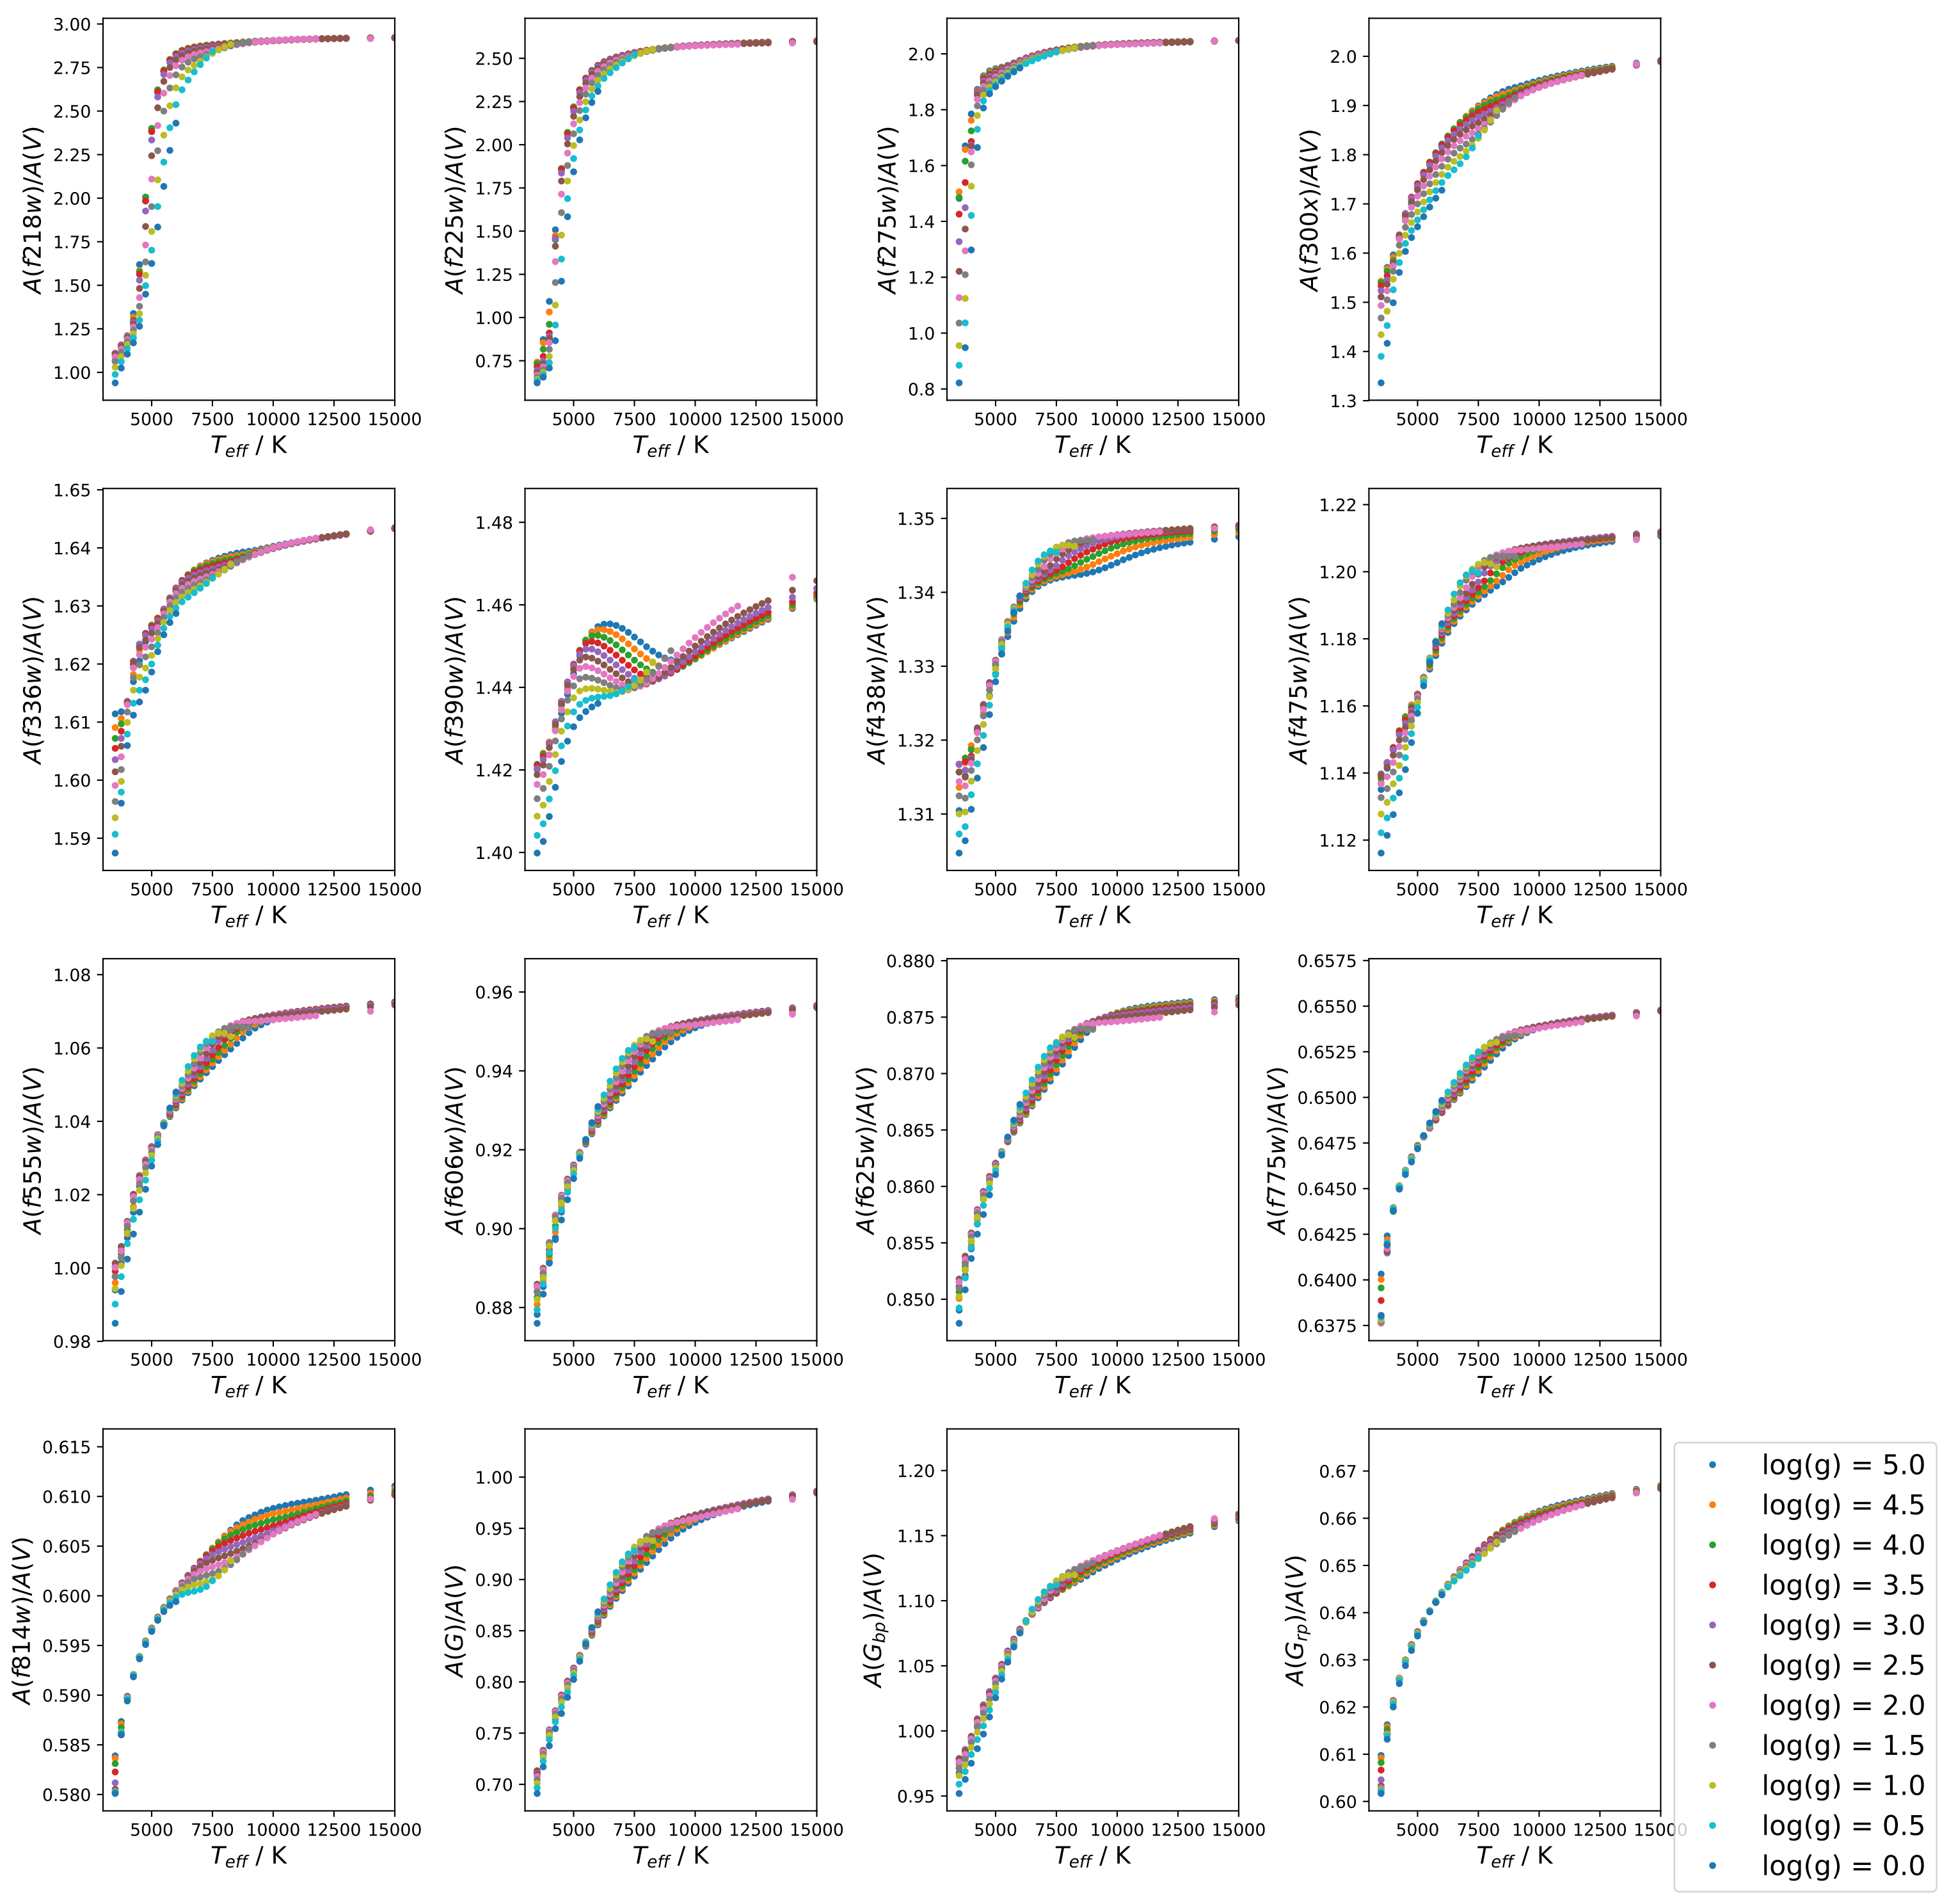 3.00
2.75
2.50
2.25
2.00
1.75
1.50
1.25
1.00
A(f218w)/A(V)
5000 7500 10000 12500 15000
T_eff / K
2.50
2.25
2.00
1.75
1.50
1.25
1.00
0.75
A(f225w)/A(V)
5000 7500 10000 12500 15000
T_eff / K
2.0
1.8
1.6
1.4
1.2
1.0
0.8
A(f275w)/A(V)
5000 7500 10000 12500 15000
T_eff / K
2.0
1.9
1.8
1.7
1.6
1.5
1.4
1.3
A(f300x)/A(V)
5000 7500 10000 12500 15000
T_eff / K
1.65
1.64
1.63
1.62
1.61
1.60
1.59
A(f336w)/A(V)
5000 7500 10000 12500 15000
T_eff / K
1.48
1.46
1.44
1.42
1.40
A(f390w)/A(V)
5000 7500 10000 12500 15000
T_eff / K
1.35
1.34
1.33
1.32
1.31
A(f438w)/A(V)
5000 7500 10000 12500 15000
T_eff / K
1.22
1.20
1.18
1.16
1.14
1.12
A(f475w)/A(V)
5000 7500 10000 12500 15000
T_eff / K
1.08
1.06
1.04
1.02
1.00
0.98
A(f555w)/A(V)
5000 7500 10000 12500 15000
T_eff / K
0.96
0.94
0.92
0.90
0.88
A(f606w)/A(V)
5000 7500 10000 12500 15000
T_eff / K
0.880
0.875
0.870
0.865
0.860
0.855
0.850
A(f625w)/A(V)
5000 7500 10000 12500 15000
T_eff / K
0.6575
0.6550
0.6525
0.6500
0.6475
0.6450
0.6425
0.6400
0.6375
A(f775w)/A(V)
5000 7500 10000 12500 15000
T_eff / K
0.615
0.610
0.605
0.600
0.595
0.590
0.585
0.580
A(f814w)/A(V)
5000 7500 10000 12500 15000
T_eff / K
1.00
0.95
0.90
0.85
0.80
0.75
0.70
A(G)/A(V)
5000 7500 10000 12500 15000
T_eff / K
1.20
1.15
1.10
1.05
1.00
0.95
A(G_bp)/A(V)
5000 7500 10000 12500 15000
T_eff / K
0.67
0.66
0.65
0.64
0.63
0.62
0.61
0.60
A(G_rp)/A(V)
5000 7500 10000 12500 15000
T_eff / K
log(g) = 5.0
log(g) = 4.5
log(g) = 4.0
log(g) = 3.5
log(g) = 3.0
log(g) = 2.5
log(g) = 2.0
log(g) = 1.5
log(g) = 1.0
log(g) = 0.5
log(g) = 0.0